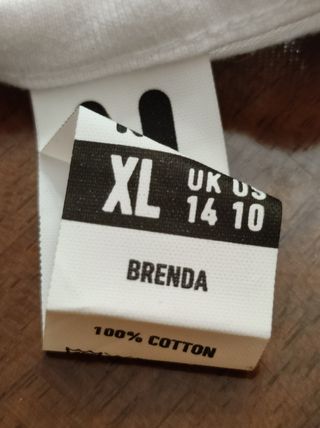 XL UK US
14 10
BRENDA
100% COTTON